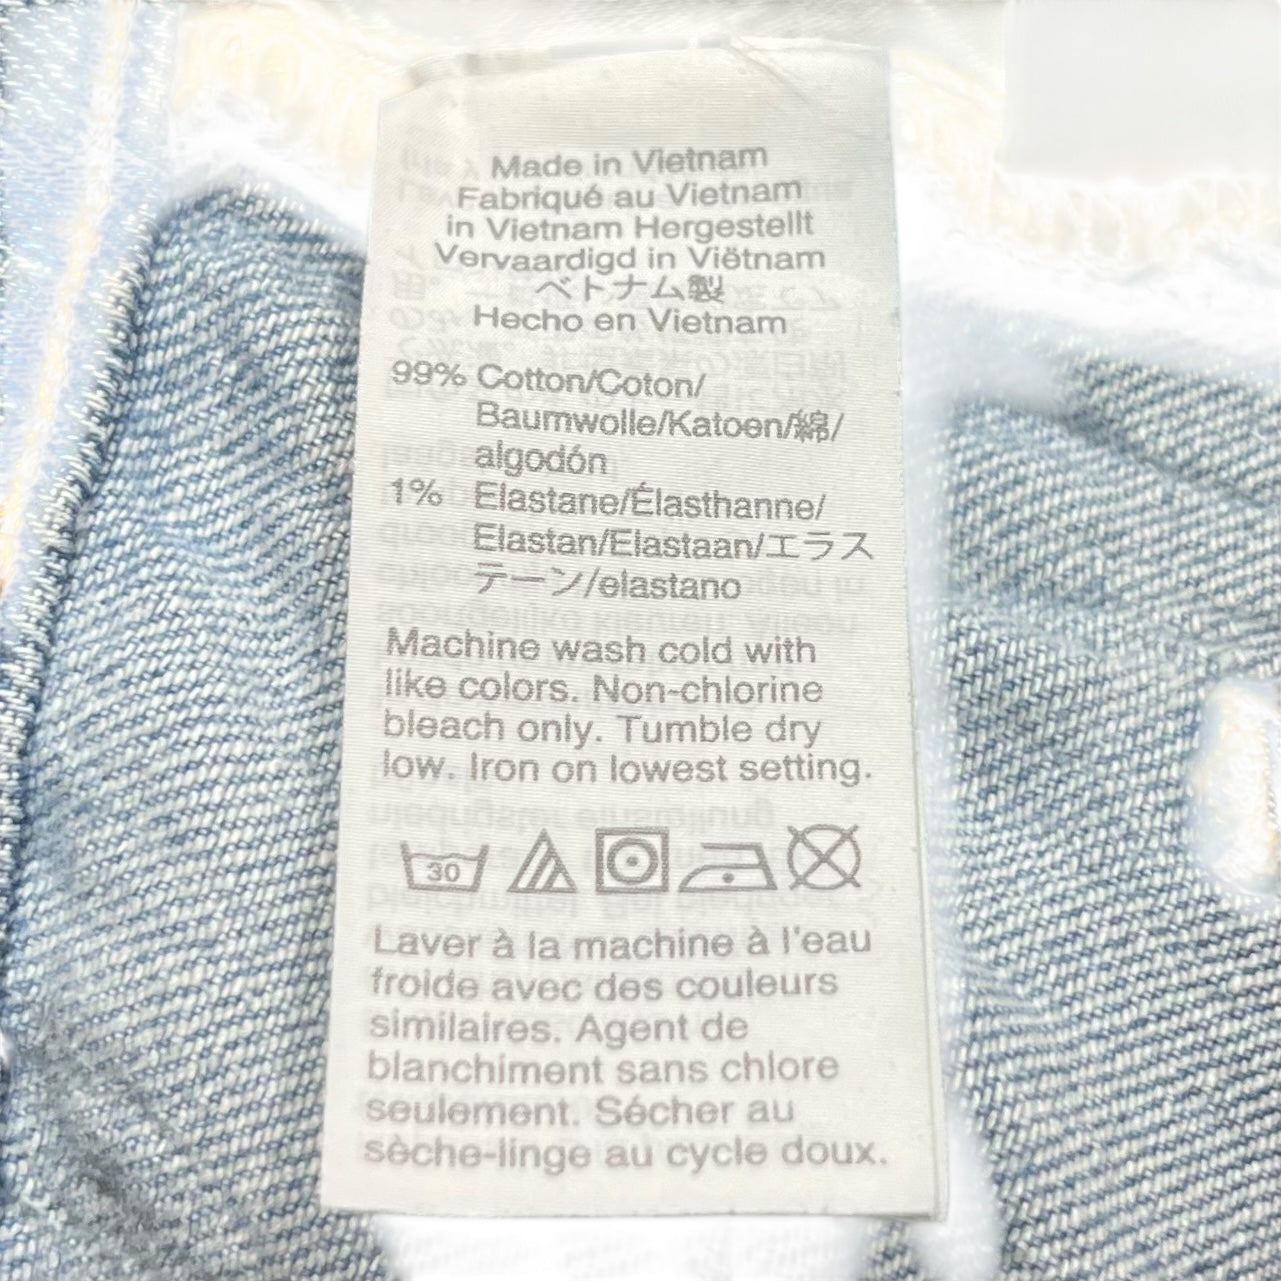 Made in Vietnam
Fabriqué au Vietnam
in Vietnam Hergestellt
Vervaardigd in Viëtnam
ベトナム製
Hecho en Vietnam
99% Cotton/Coton/
Baumwolle/Katoen/綿/
algodón
1% Elastane/Élasthanne/
Elastan/Elastaan/エラス
テーン/elastano
Machine wash cold with
like colors. Non-chlorine
bleach only. Tumble dry
low. Iron on lowest setting.
30
Laver à la machine à l'eau
froide avec des couleurs
similaires. Agent de
blanchiment sans chlore
seulement. Sécher au
sèche-linge au cycle doux.